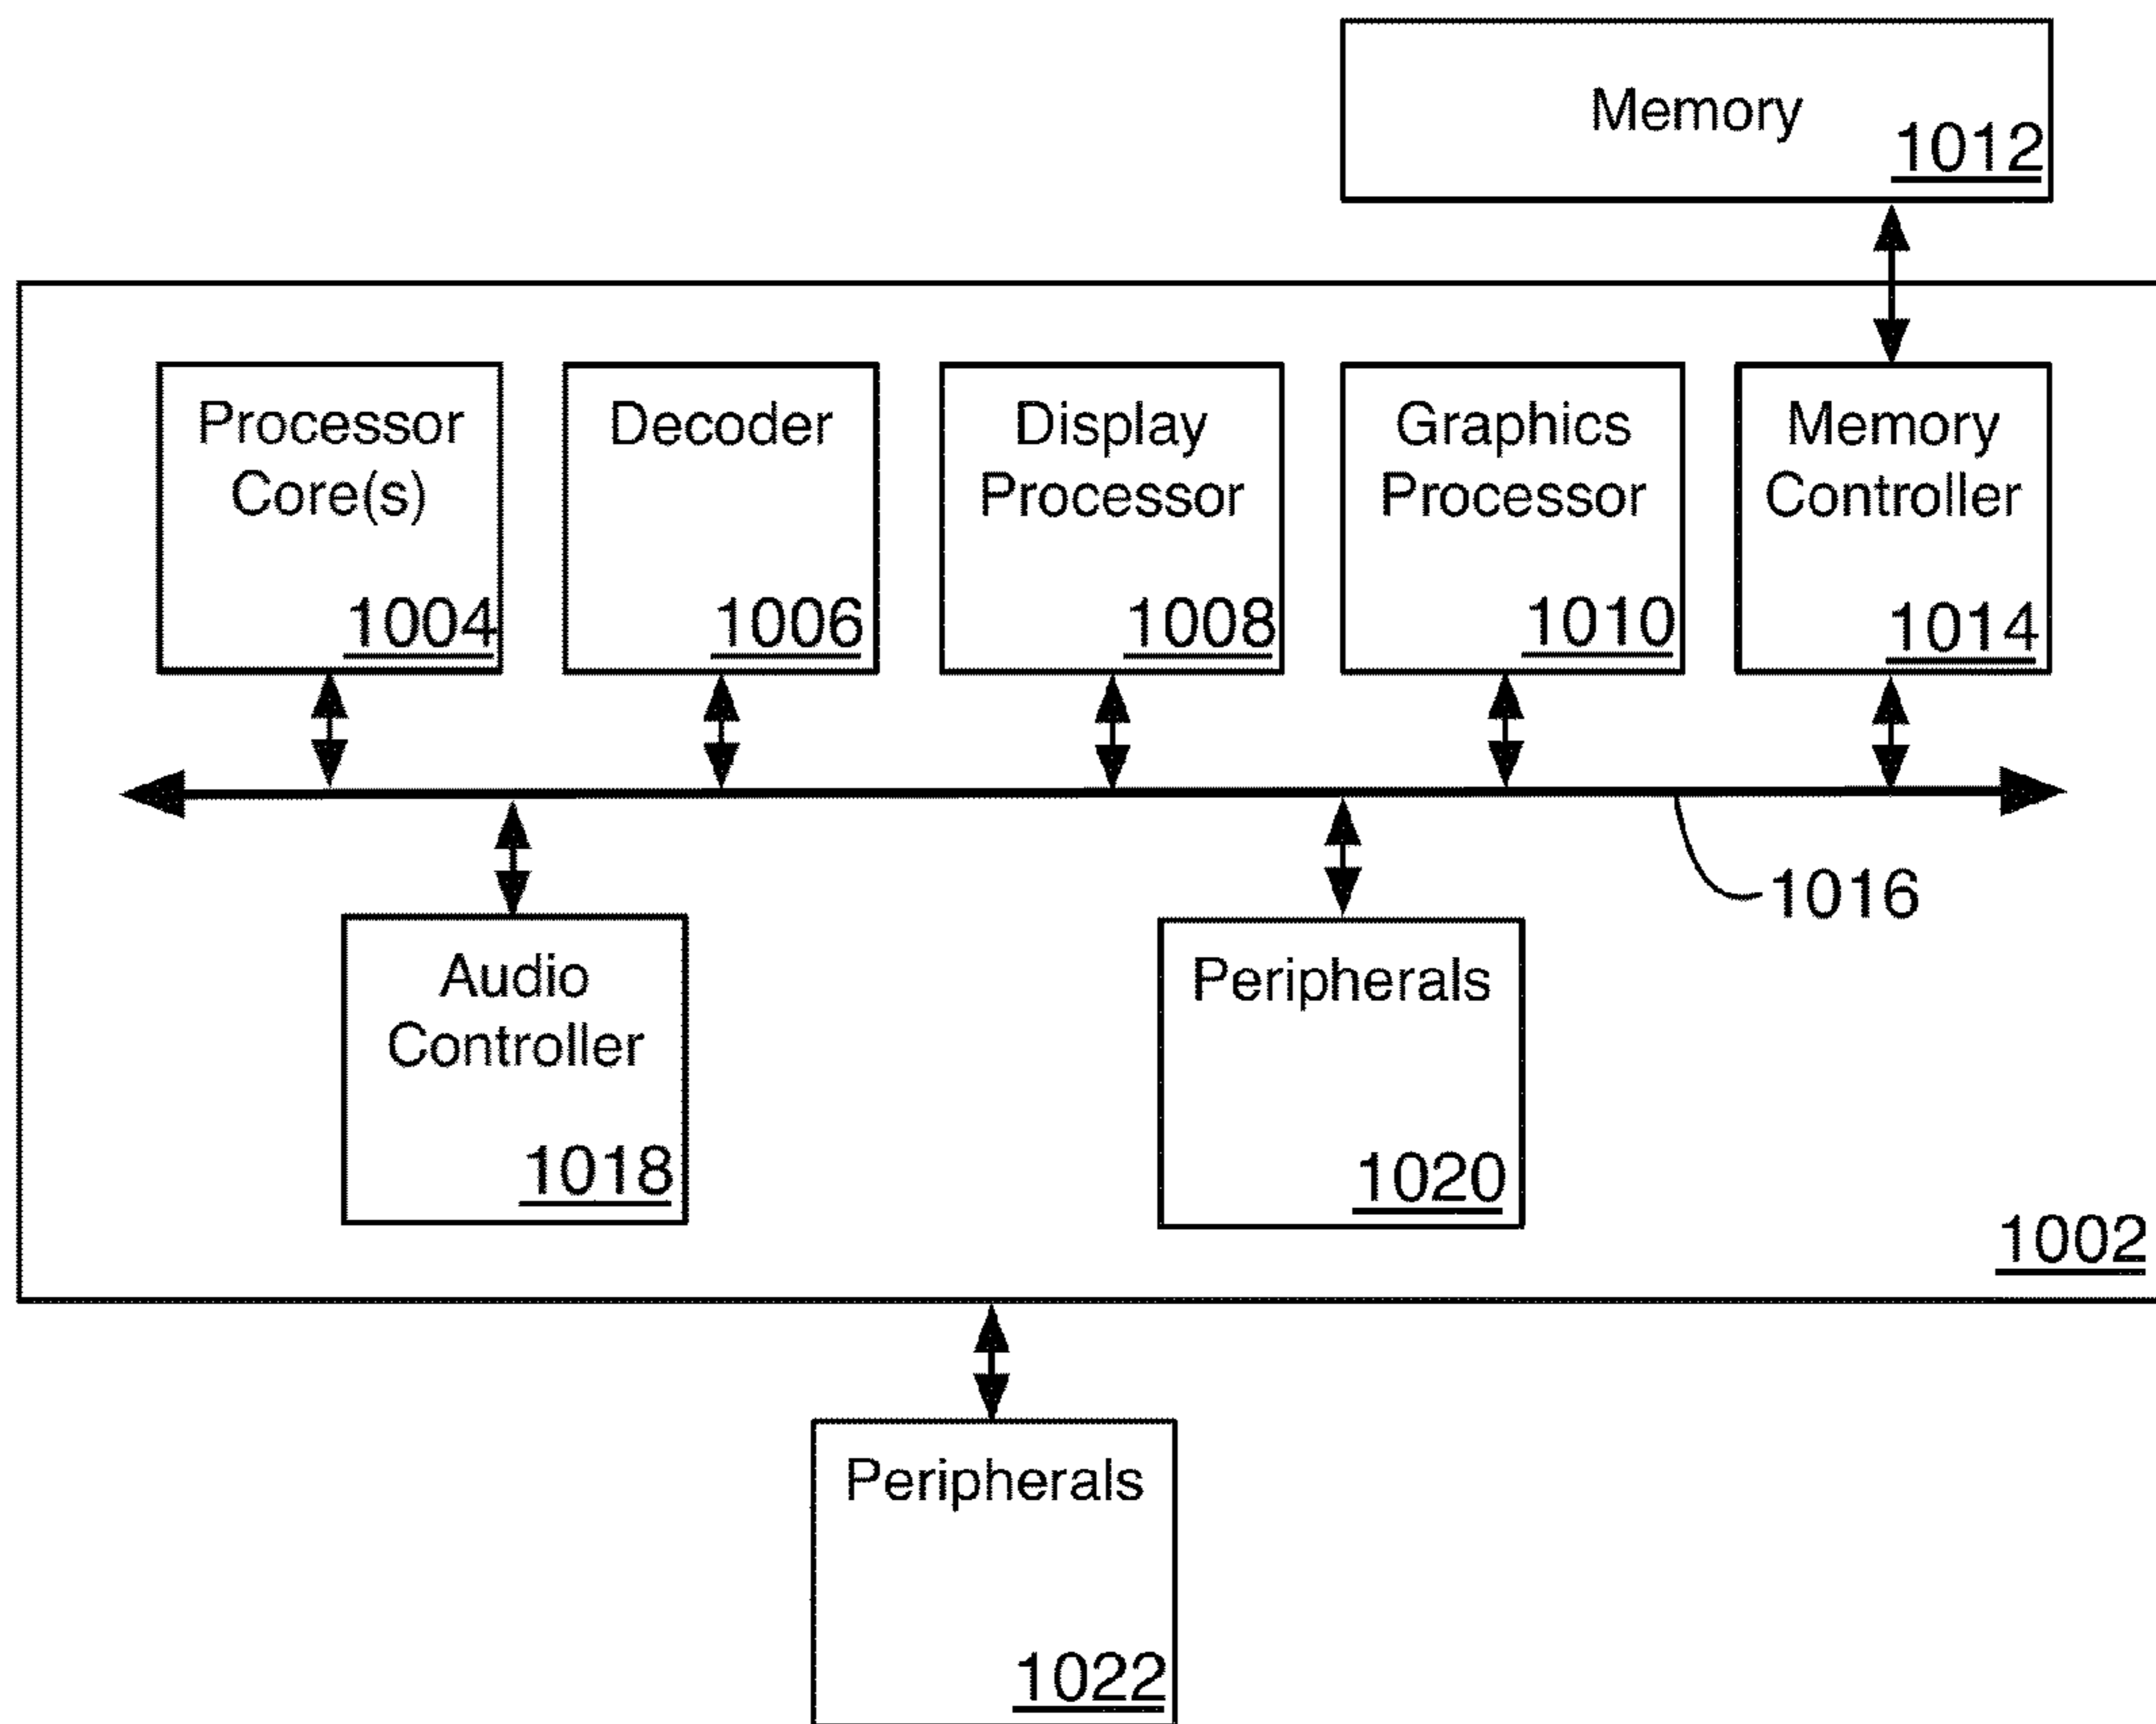 Memory
1012
Processor
Core(s)
1004
Decoder
1006
Display
Processor
1008
Graphics
Processor
1010
Memory
Controller
1014
1016
Audio
Controller
1018
Peripherals
1020
1002
Peripherals
1022